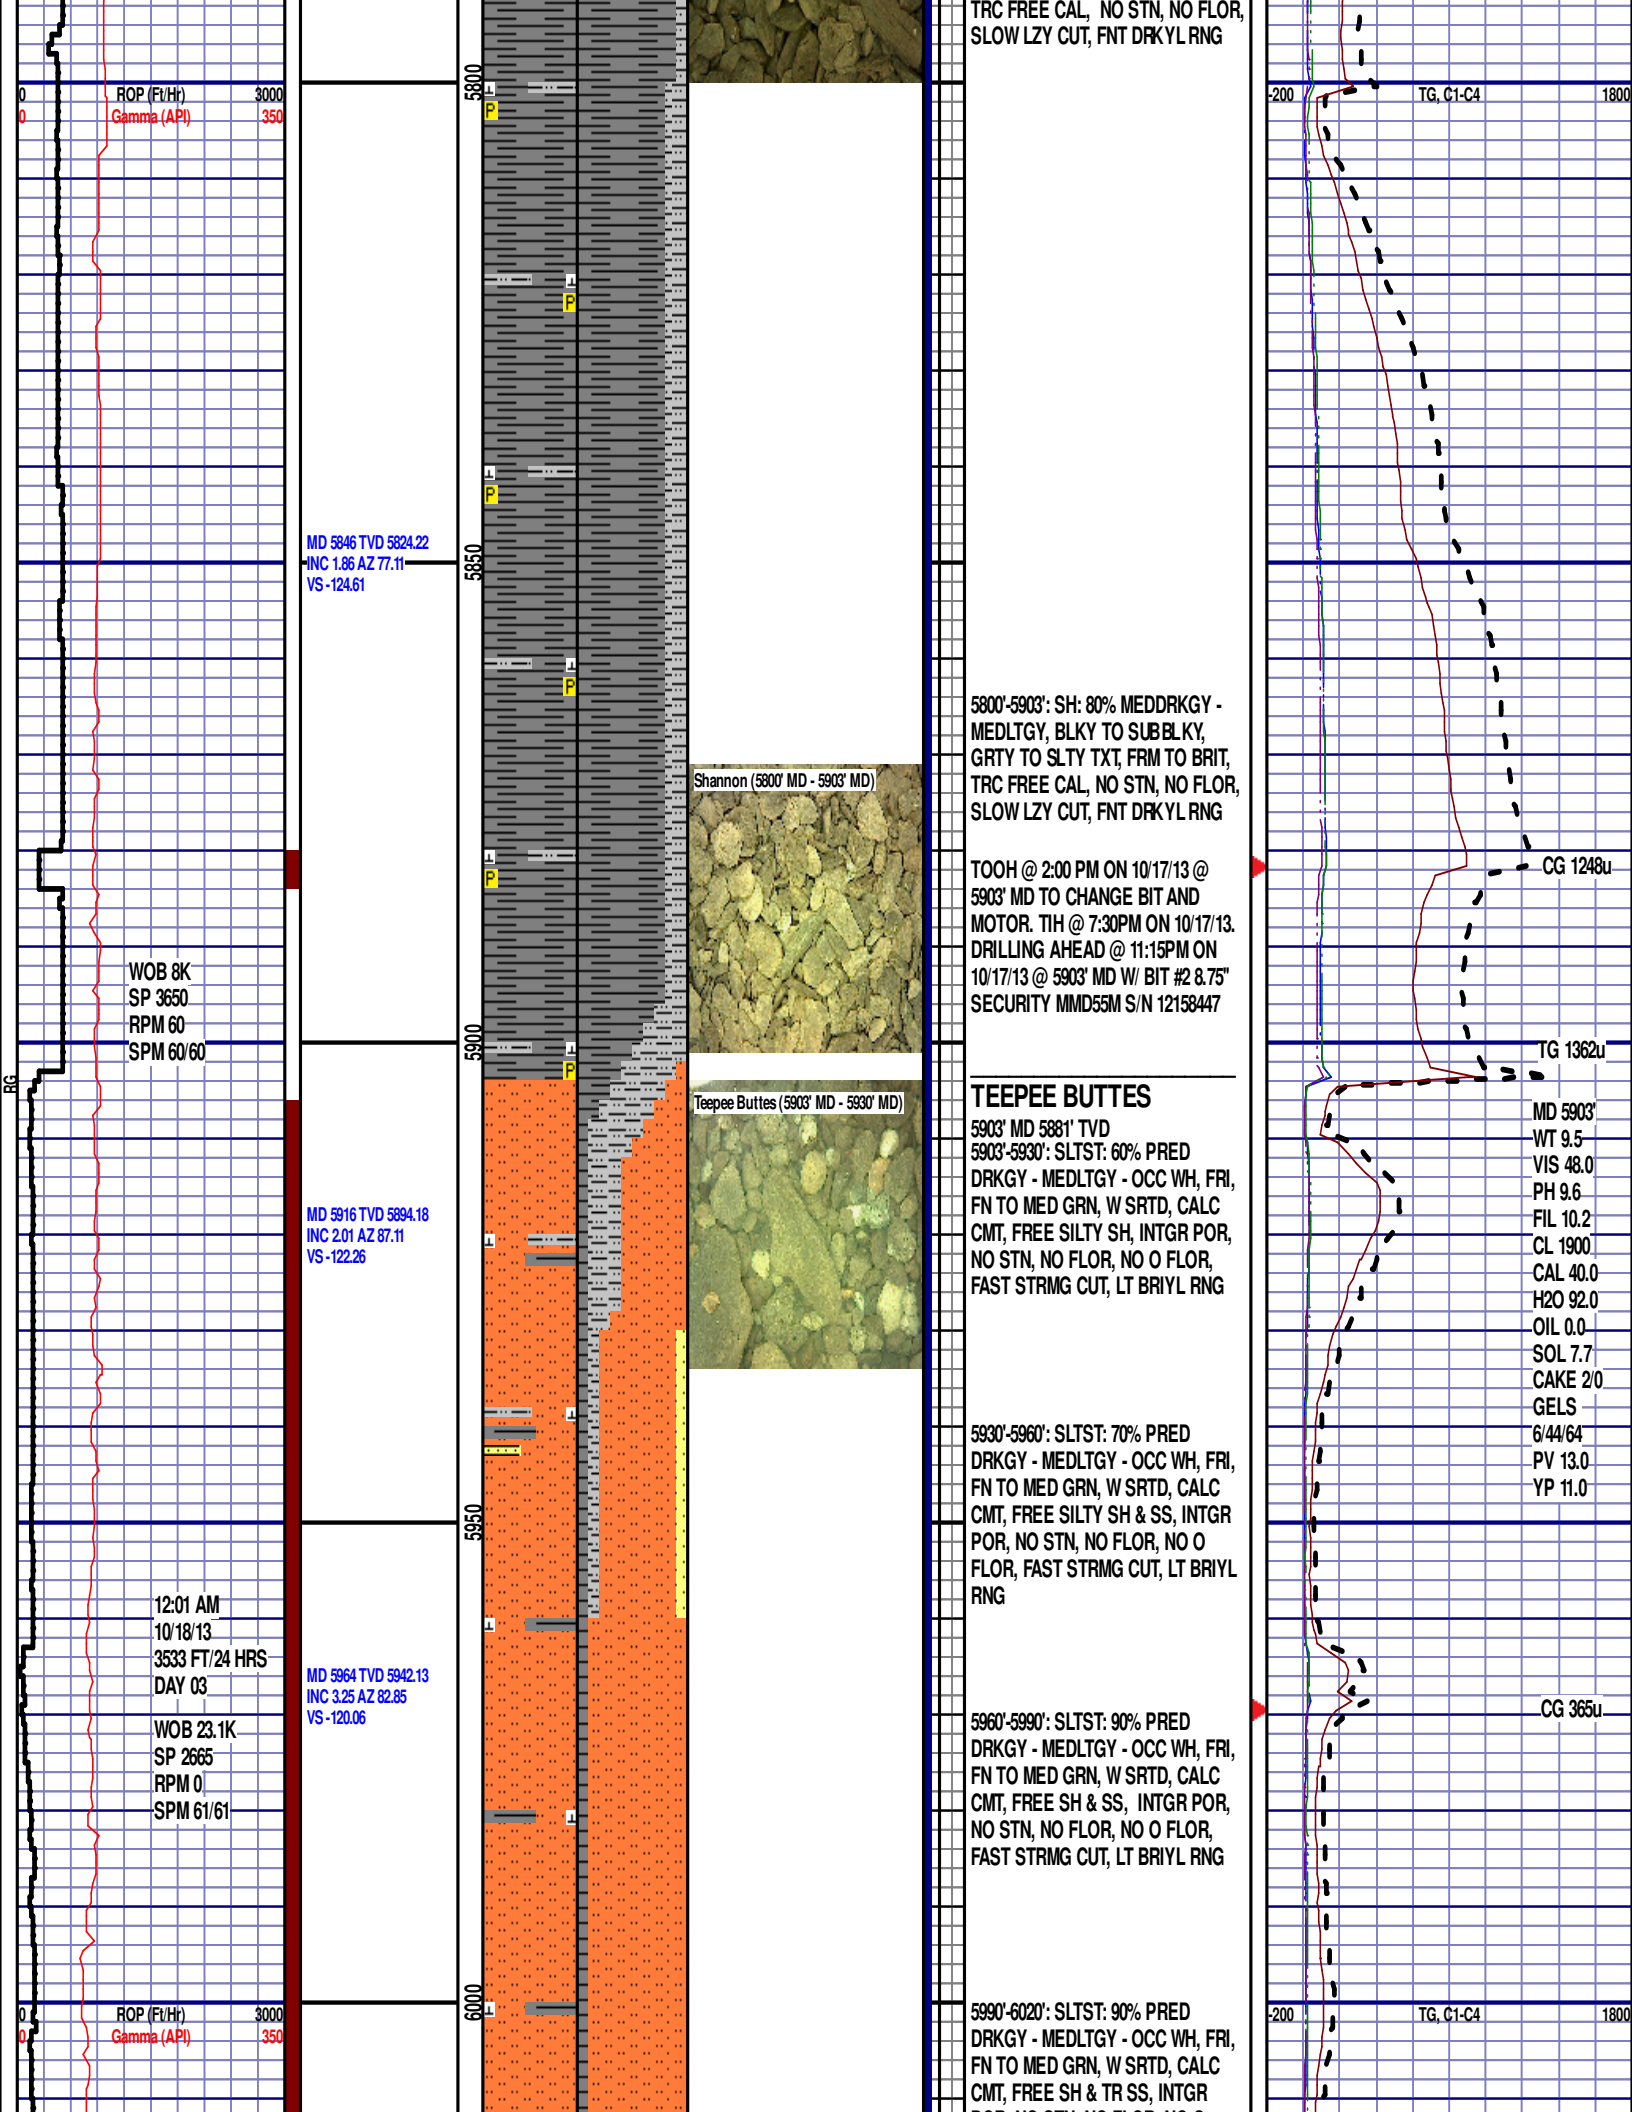 TRC FREE CAL, NO STN, NO FLOR,
SLOW LZY CUT, FNT DRKYL RNG
0 ROP (Ft/Hr) 3000
0 Gamma (API) 350
5800
-200 TG, C1-C4 1800
P
P
P
MD 5846 TVD 5824.22
INC 1.86 AZ 77.11
VS -124.61
5850
P
5800'-5903': SH: 80% MEDDRKGY -
MEDLTGY, BLKY TO SUBBLKY,
GRTY TO SLTY TXT, FRM TO BRIT,
TRC FREE CAL, NO STN, NO FLOR,
SLOW LZY CUT, FNT DRKYL RNG
Shannon (5800' MD - 5903' MD)
P
TOOH @ 2:00 PM ON 10/17/13 @
5903' MD TO CHANGE BIT AND
MOTOR. TIH @ 7:30PM ON 10/17/13.
DRILLING AHEAD @ 11:15PM ON
10/17/13 @ 5903' MD W/ BIT #2 8.75"
SECURITY MMD55M S/N 12158447
CG 1248u
WOB 8K
SP 3650
RPM 60
SPM 60/60
5900
P
TG 1362u
RG
TEEPEE BUTTES
5903' MD 5881' TVD
5903'-5930': SLTST: 60% PRED
DRKGY - MEDLTGY - OCC WH, FRI,
FN TO MED GRN, W SRTD, CALC
CMT, FREE SILTY SH, INTGR POR,
NO STN, NO FLOR, NO O FLOR,
FAST STRMG CUT, LT BRIYL RNG
Teepee Buttes (5903' MD - 5930' MD)
MD 5903'
WT 9.5
VIS 48.0
PH 9.6
FIL 10.2
CL 1900
CAL 40.0
H2O 92.0
OIL 0.0
SOL 7.7
CAKE 2/0
GELS
6/44/64
PV 13.0
YP 11.0
MD 5916 TVD 5894.18
INC 2.01 AZ 87.11
VS -122.26
5930'-5960': SLTST: 70% PRED
DRKGY - MEDLTGY - OCC WH, FRI,
FN TO MED GRN, W SRTD, CALC
CMT, FREE SILTY SH & SS, INTGR
POR, NO STN, NO FLOR, NO O
FLOR, FAST STRMG CUT, LT BRIYL
RNG
5950
12:01 AM
10/18/13
3533 FT/24 HRS
DAY 03
WOB 23.1K
SP 2665
RPM 0
SPM 61/61
MD 5964 TVD 5942.13
INC 3.25 AZ 82.85
VS -120.06
CG 365u
5960'-5990': SLTST: 90% PRED
DRKGY - MEDLTGY - OCC WH, FRI,
FN TO MED GRN, W SRTD, CALC
CMT, FREE SH & SS, INTGR POR,
NO STN, NO FLOR, NO O FLOR,
FAST STRMG CUT, LT BRIYL RNG
6000
0 ROP (Ft/Hr) 3000
0 Gamma (API) 350
-200 TG, C1-C4 1800
5990'-6020': SLTST: 90% PRED
DRKGY - MEDLTGY - OCC WH, FRI,
FN TO MED GRN, W SRTD, CALC
CMT, FREE SH & TR SS, INTGR